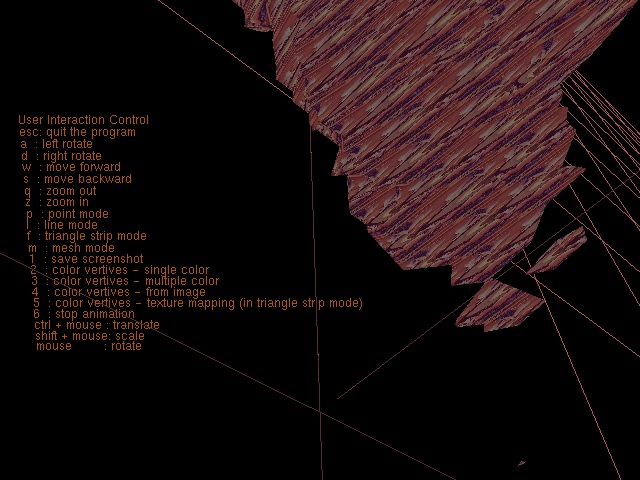 User Interaction Control
esc: quit the program
a : left rotate
d : right rotate
w : move forward
s : move backward
q : zoom out
z : zoom in
p : point mode
l : line mode
f : triangle strip mode
m : mesh mode
1 : save screenshot
2 : color vertives - single color
3 : color vertives - multiple color
4 : color vertives - from image
5 : color vertives - texture mapping (in triangle strip mode)
6 : stop animation
ctrl + mouse : translate
shift + mouse: scale
mouse : rotate